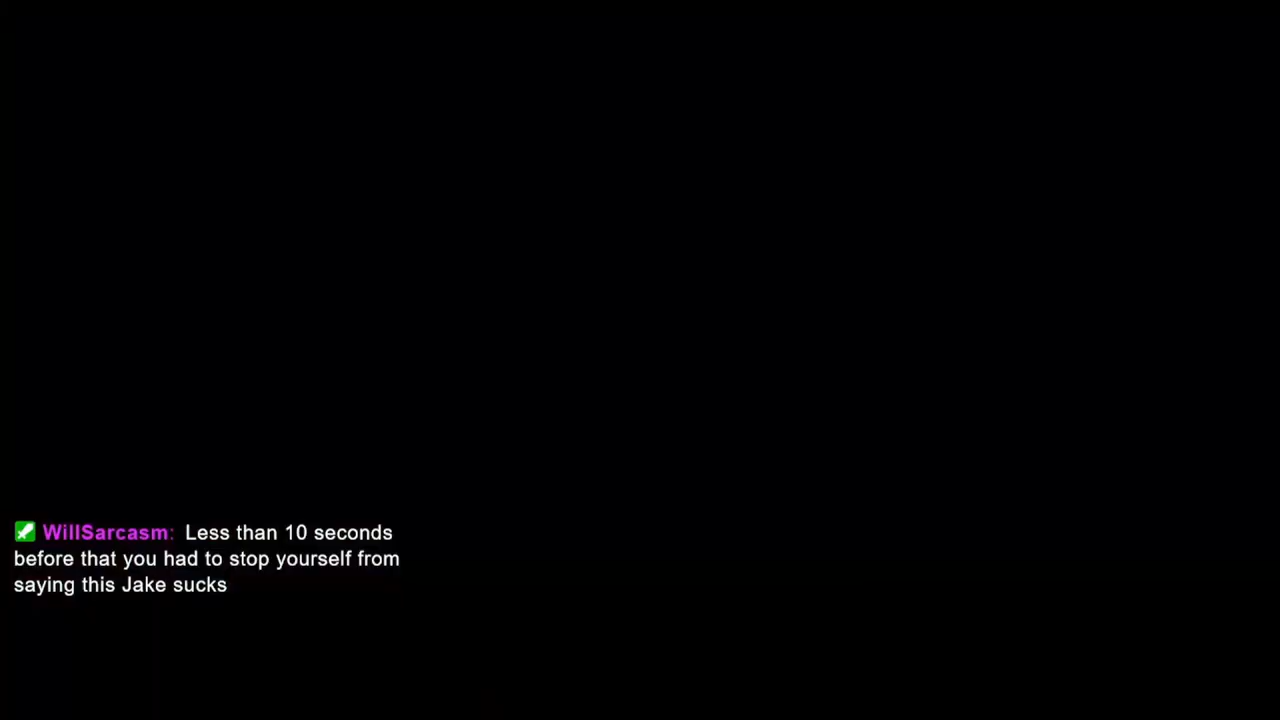 WillSarcasm: Less than 10 seconds
before that you had to stop yourself from
saying this Jake sucks